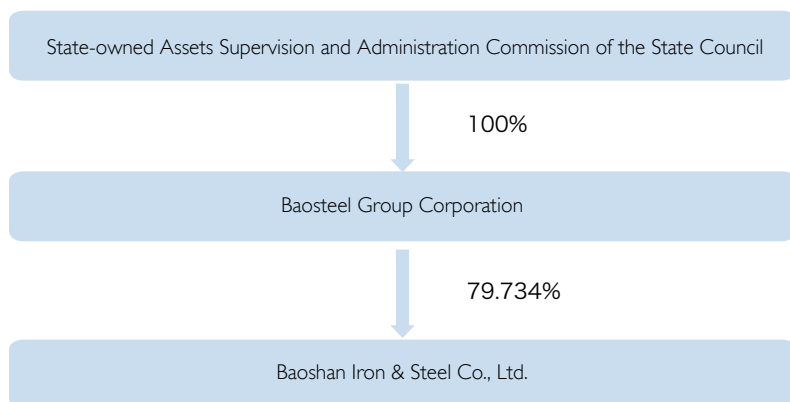 State-owned Assets Supervision and Administration Commission of the State Council
100%
Baosteel Group Corporation
79.734%
Baoshan Iron & Steel Co., Ltd.